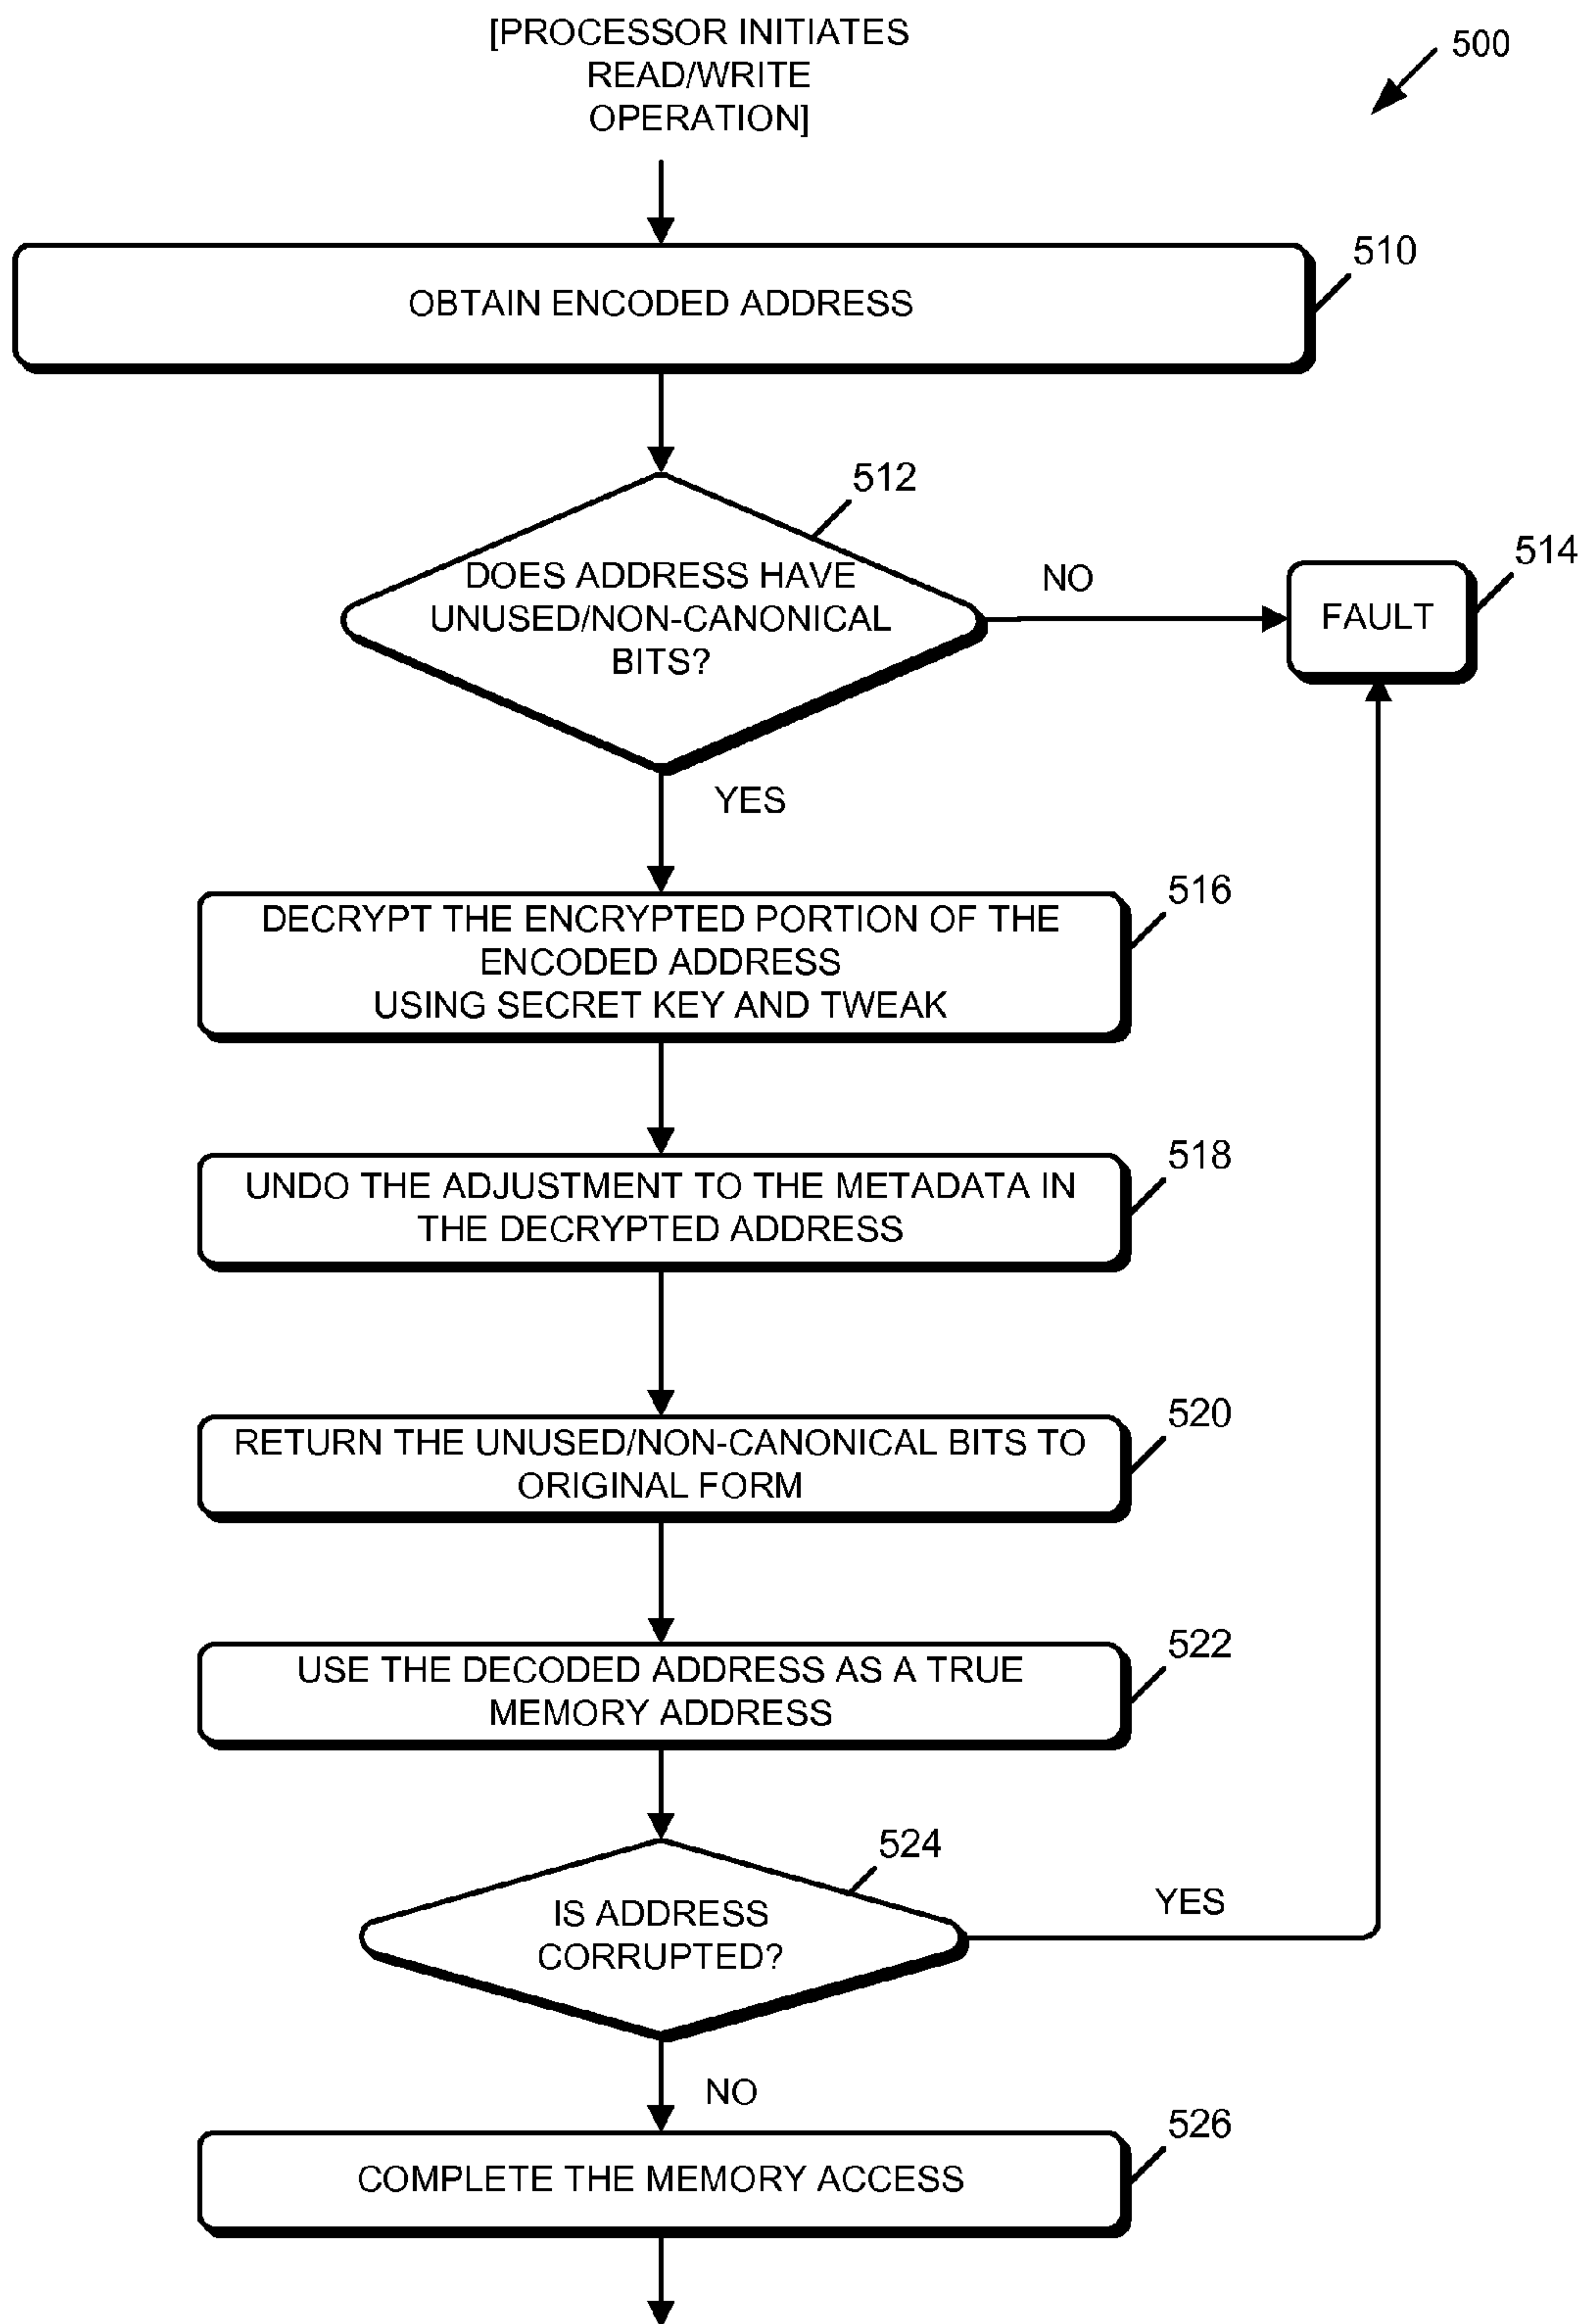 [PROCESSOR INITIATES
READ/WRITE
OPERATION]
500
510
OBTAIN ENCODED ADDRESS
512
DOES ADDRESS HAVE
UNUSED/NON-CANONICAL
BITS?
NO
514
FAULT
YES
516
DECRYPT THE ENCRYPTED PORTION OF THE
ENCODED ADDRESS
USING SECRET KEY AND TWEAK
518
UNDO THE ADJUSTMENT TO THE METADATA IN
THE DECRYPTED ADDRESS
520
RETURN THE UNUSED/NON-CANONICAL BITS TO
ORIGINAL FORM
522
USE THE DECODED ADDRESS AS A TRUE
MEMORY ADDRESS
524
IS ADDRESS
CORRUPTED?
YES
NO
526
COMPLETE THE MEMORY ACCESS